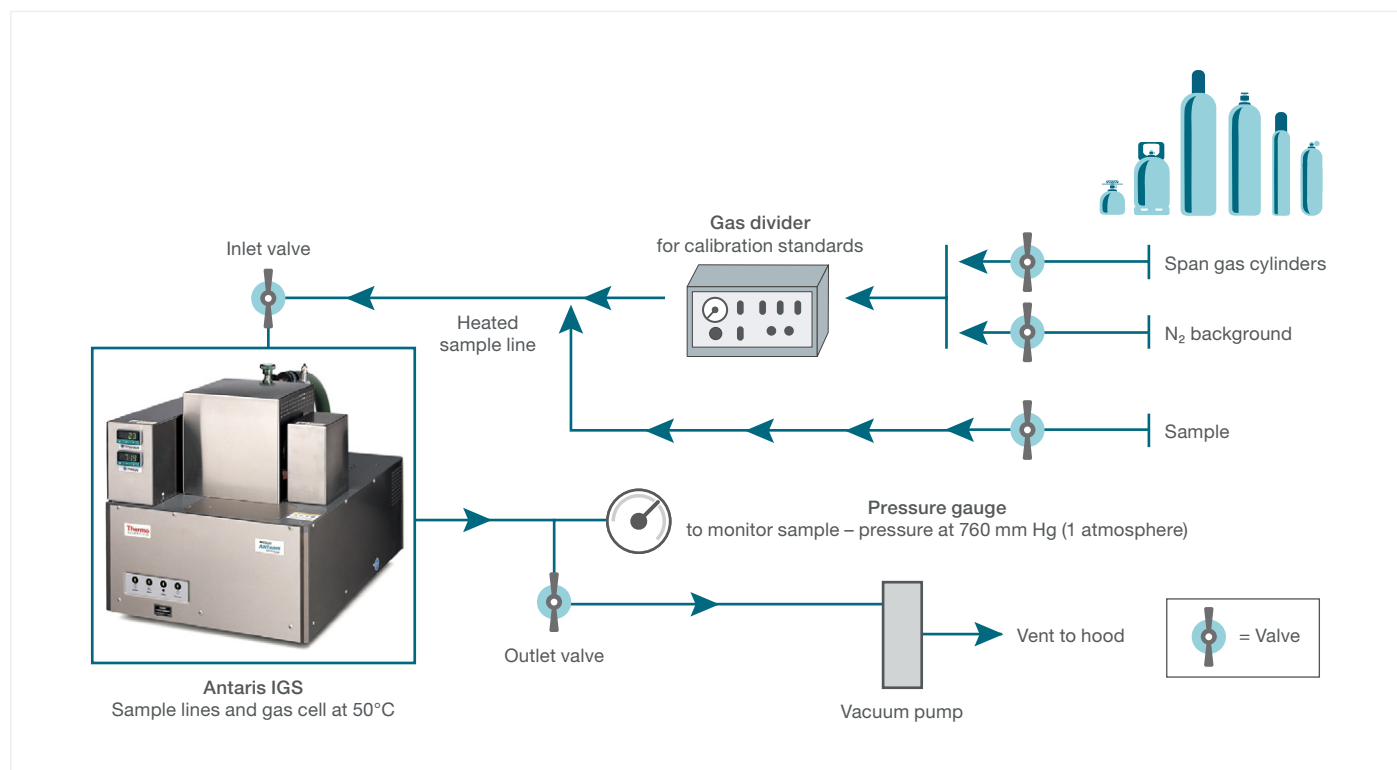 Gas divider
for calibration standards
Inlet valve
Span gas cylinders
Heated
sample line
N₂ background
Sample
Pressure gauge
to monitor sample – pressure at 760 mm Hg (1 atmosphere)
Thermo
ANTARIS
Outlet valve
Vent to hood
= Valve
Vacuum pump
Antaris IGS
Sample lines and gas cell at 50°C